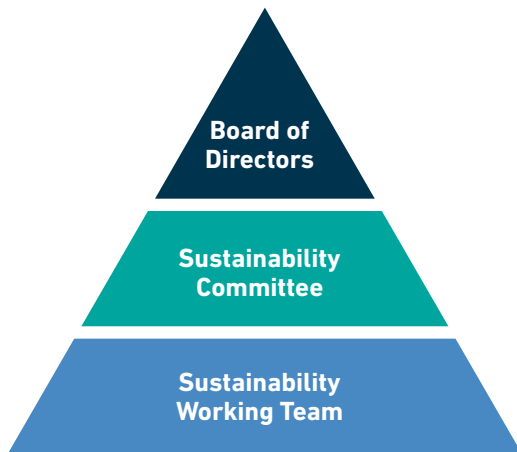 Board of
Directors
Sustainability
Committee
Sustainability
Working Team